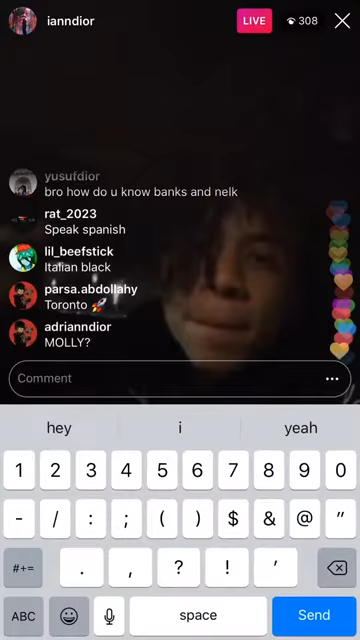 ianndior
LIVE
308
yusufdior
bro how do u know banks and nelk
rat_2023
Speak spanish
lil_beefstick
Italian black
parsa.abdollahy
Toronto 🚀
adrianndior
MOLLY?
Comment
hey i yeah
1 2 3 4 5 6 7 8 9 0
- / : ; ( ) $ & @ "
#+= . , ? ! '
ABC space Send